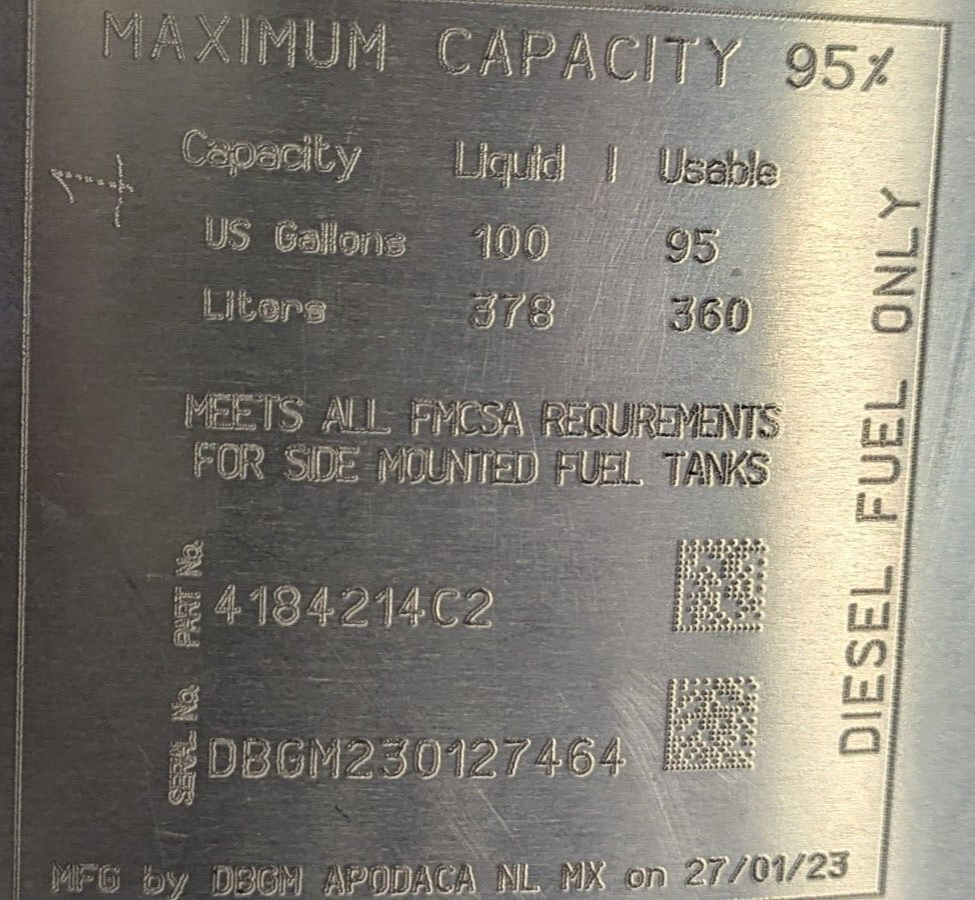 MAXIMUM CAPACITY 95%
Capacity Liquid | Usable
US Gallons 100 95
Liters 378 360
MEETS ALL FMCSA REQUIREMENTS
FOR SIDE MOUNTED FUEL TANKS
PART No. 4184214C2
SERIAL No. DBGM230127464
MFG by DBGM APODACA NL MX on 27/01/23
DIESEL FUEL ONLY